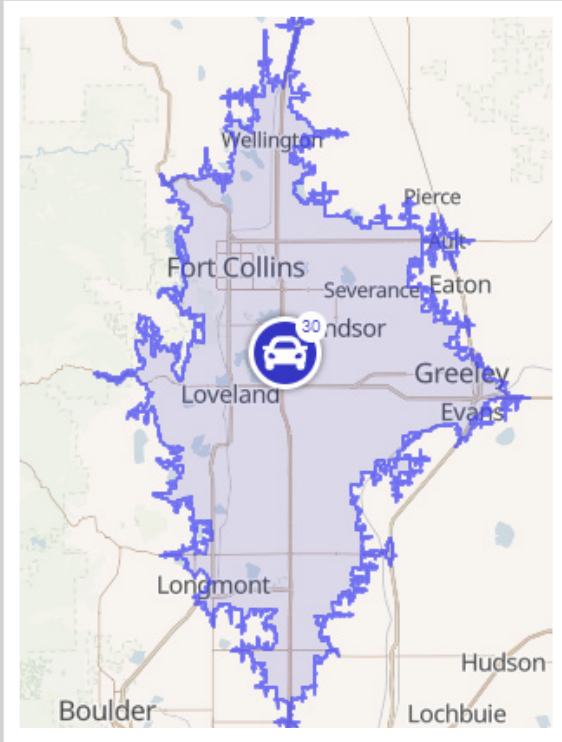 Wellington
Pierce
Ault
Fort Collins
Severance
Eaton
30
ndsor
Greeley
Loveland
Evans
Longmont
Hudson
Boulder
Lochbuie